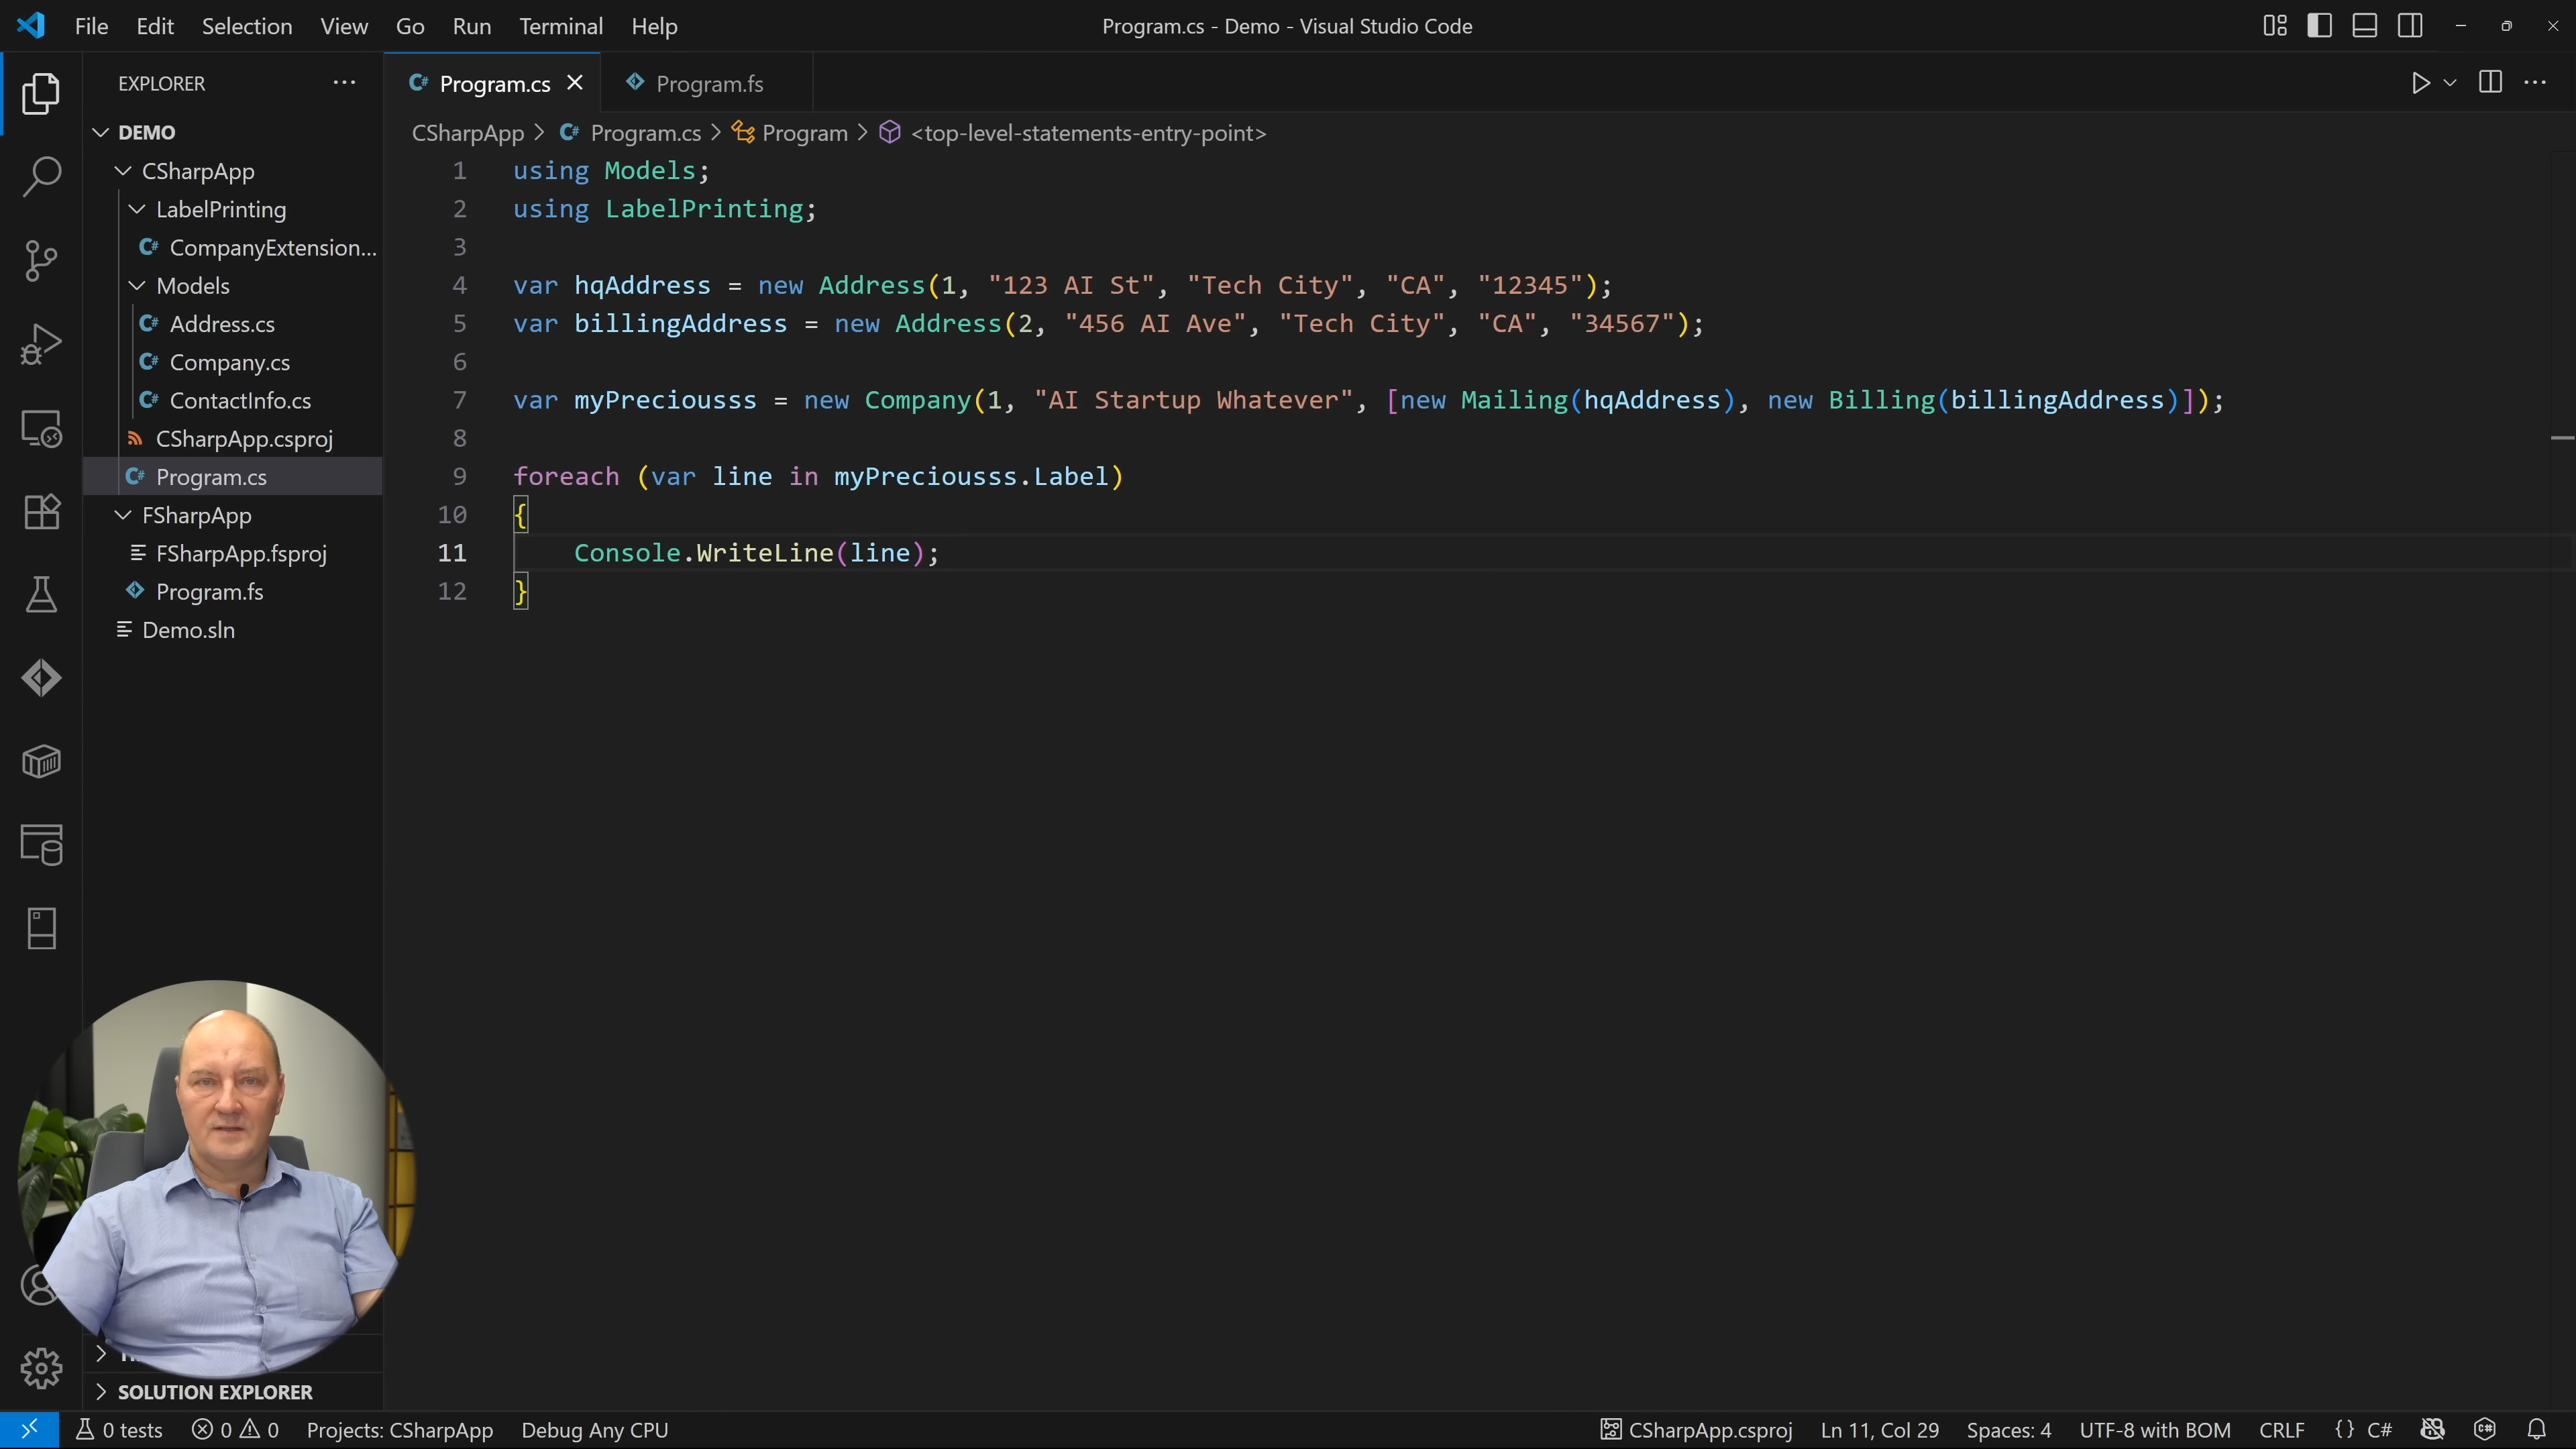 File Edit Selection View Go Run Terminal Help
Program.cs - Demo - Visual Studio Code
EXPLORER
DEMO
CSharpApp
LabelPrinting
C# CompanyExtension...
Models
C# Address.cs
C# Company.cs
C# ContactInfo.cs
CSharpApp.csproj
C# Program.cs
FSharpApp
FSharpApp.fsproj
Program.fs
Demo.sln
SOLUTION EXPLORER
C# Program.cs
Program.fs
CSharpApp > C# Program.cs > Program > <top-level-statements-entry-point>
1 using Models;
2 using LabelPrinting;
3
4 var hqAddress = new Address(1, "123 AI St", "Tech City", "CA", "12345");
5 var billingAddress = new Address(2, "456 AI Ave", "Tech City", "CA", "34567");
6
7 var myPreciousss = new Company(1, "AI Startup Whatever", [new Mailing(hqAddress), new Billing(billingAddress)]);
8
9 foreach (var line in myPreciousss.Label)
10 {
11 Console.WriteLine(line);
12 }
0 tests 0 0 Projects: CSharpApp Debug Any CPU
CSharpApp.csproj Ln 11, Col 29 Spaces: 4 UTF-8 with BOM CRLF {} C#